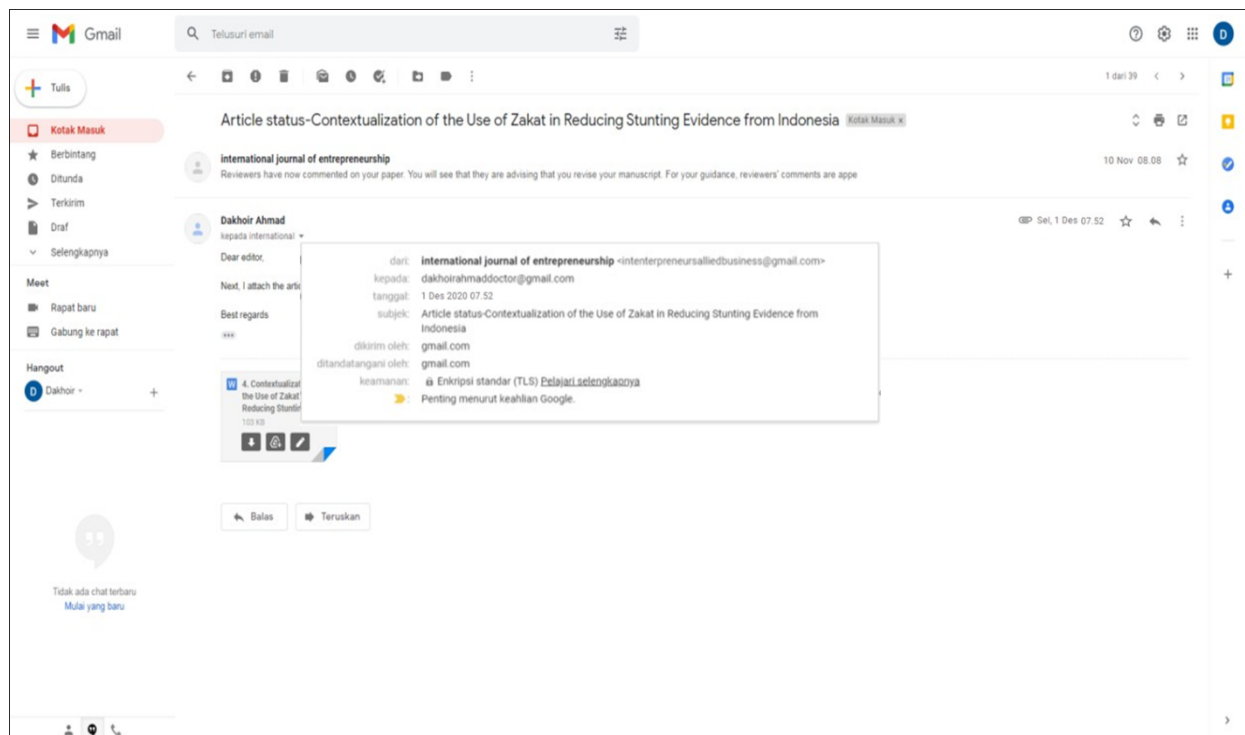 Gmail
Telusuri email
D
Tulis
1 dari 39
Kotak Masuk
Berbintang
Ditunda
Terkirim
Draf
Selengkapnya
Meet
Rapat baru
Gabung ke rapat
Hangout
D Dakhoir
Tidak ada chat terbaru
Mulai yang baru
Article status-Contextualization of the Use of Zakat in Reducing Stunting Evidence from Indonesia Kotak Masuk x
international journal of entrepreneurship 10 Nov 08.08
Reviewers have now commented on your paper. You will see that they are advising that you revise your manuscript. For your guidance, reviewers' comments are appe
Dakhoir Ahmad Sel, 1 Des 07.52
kepada international
Dear editor,
Next, I attach the artic
Best regards
dari: international journal of entrepreneurship <intenterpreneursalliedbusiness@gmail.com>
kepada: dakhoirahmaddoctor@gmail.com
tanggal: 1 Des 2020 07.52
subjek: Article status-Contextualization of the Use of Zakat in Reducing Stunting Evidence from
Indonesia
dikirim oleh: gmail.com
ditandatangani oleh: gmail.com
keamanan: Enkripsi standar (TLS) Pelajari selengkapnya
: Penting menurut keahlian Google.
W 4. Contextualizat
the Use of Zakat
Reducing Stuntin
103 KB
Balas
Teruskan